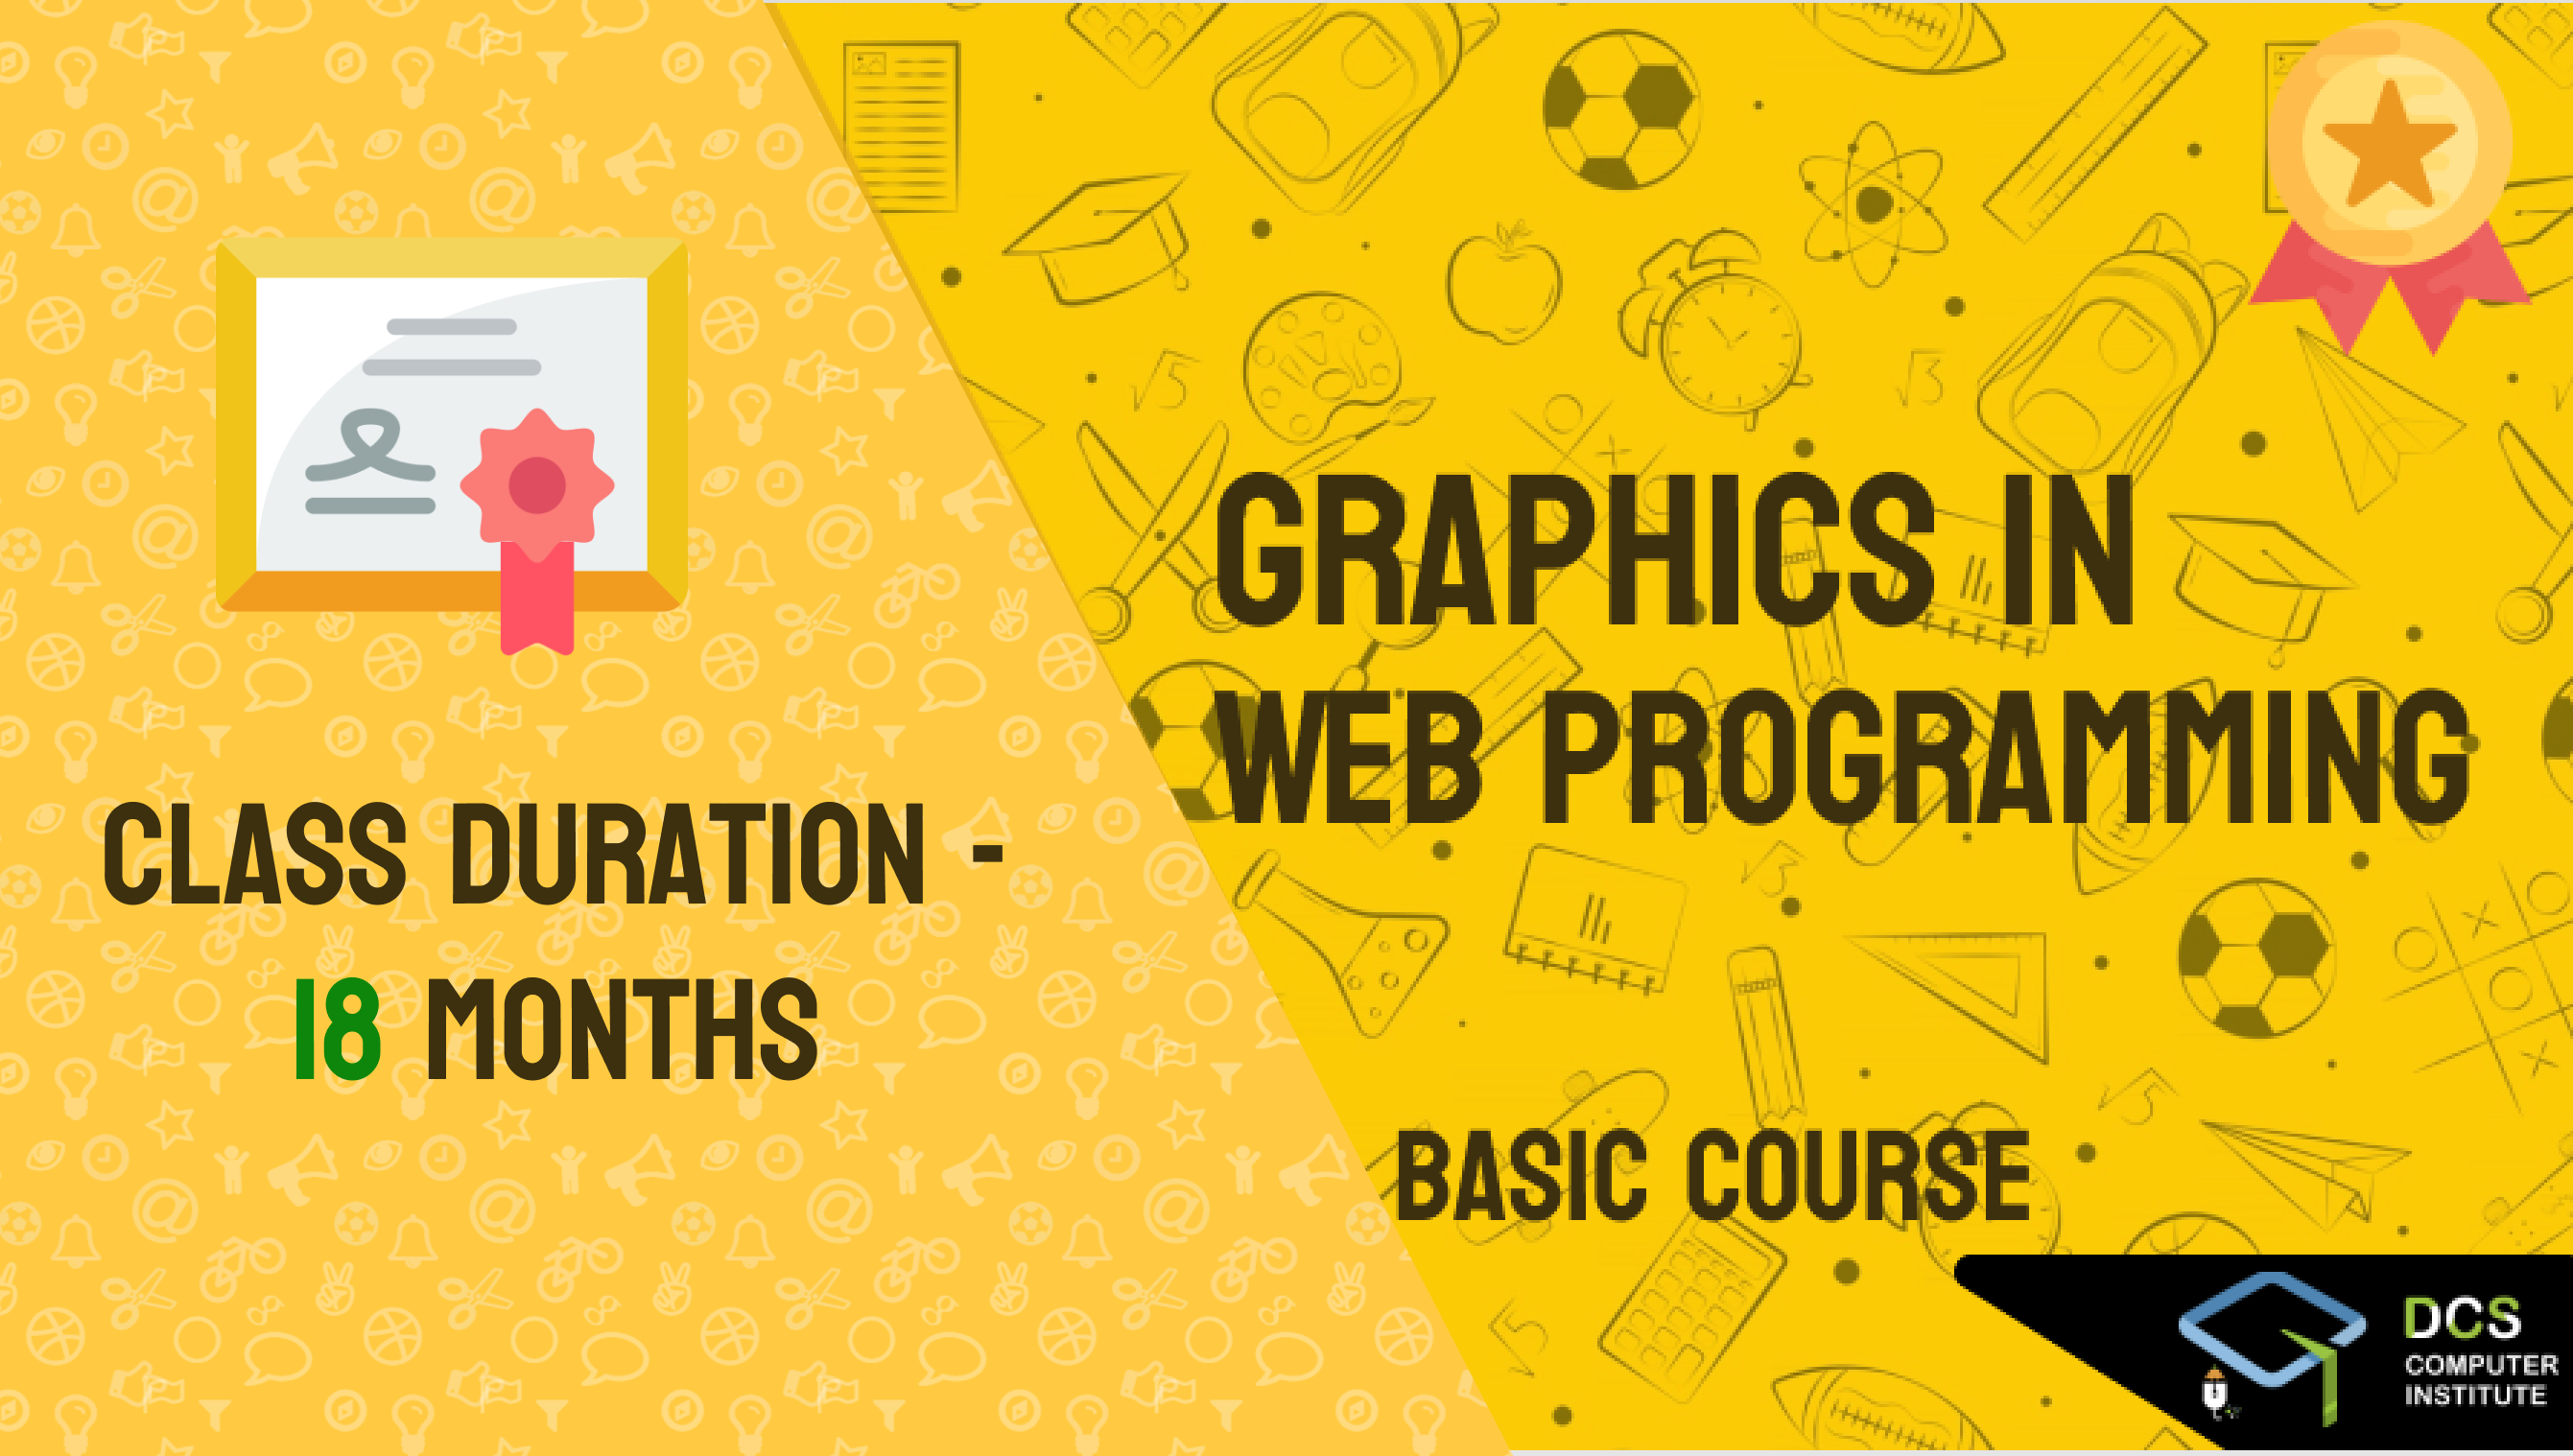 CLASS DURATION -
18 MONTHS
GRAPHICS IN
WEB PROGRAMMING
BASIC COURSE
DCS
COMPUTER
INSTITUTE